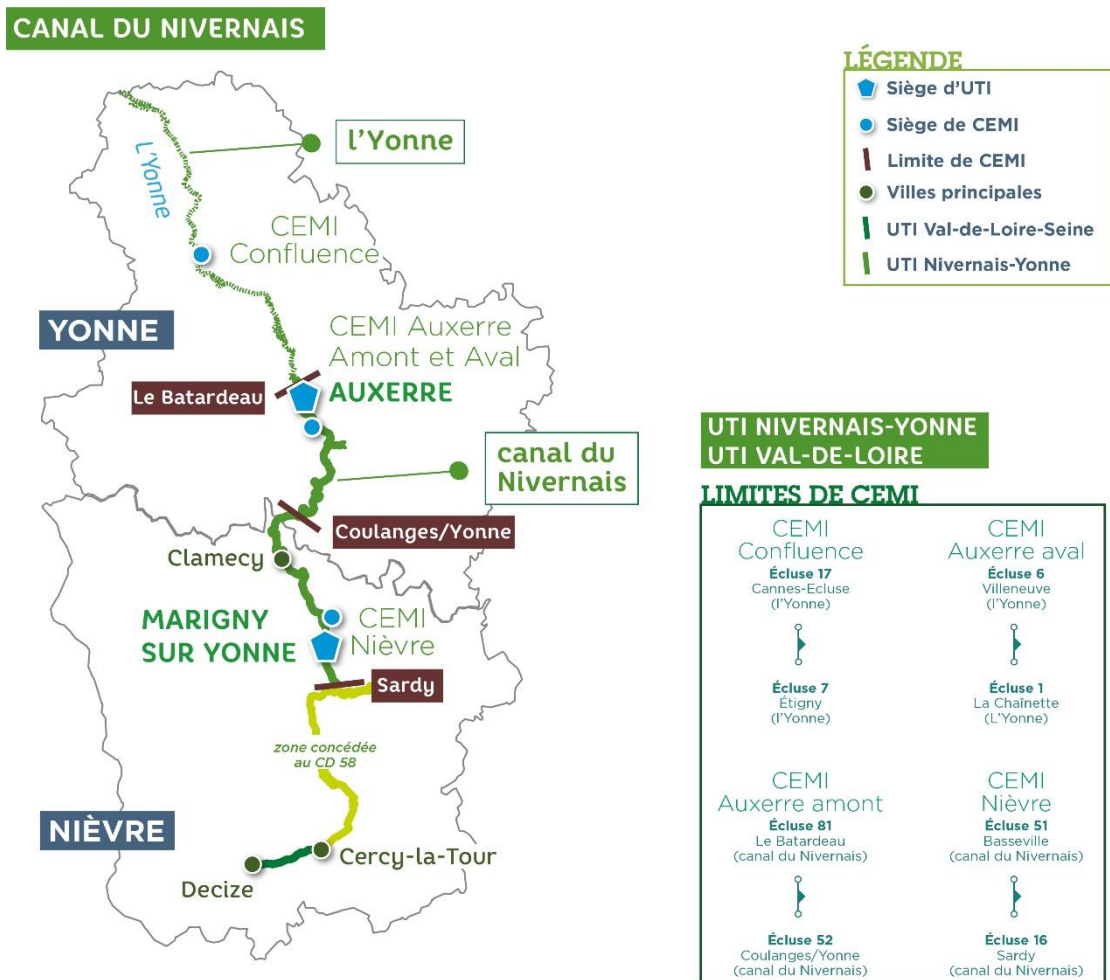 CANAL DU NIVERNAIS
l'Yonne
L'Yonne
CEMI
Confluence
YONNE
CEMI Auxerre
Amont et Aval
Le Batardeau
AUXERRE
canal du
Nivernais
Coulanges/Yonne
Clamecy
MARIGNY
SUR YONNE
CEMI
Nièvre
Sardy
zone concédée
au CD 58
NIÈVRE
Cercy-la-Tour
Decize
LÉGENDE
Siège d'UTI
Siège de CEMI
Limite de CEMI
Villes principales
UTI Val-de-Loire-Seine
UTI Nivernais-Yonne
UTI NIVERNAIS-YONNE
UTI VAL-DE-LOIRE
LIMITES DE CEMI
CEMI
Confluence
Écluse 17
Cannes-Ecluse
(l'Yonne)
Écluse 7
Étigny
(l'Yonne)
CEMI
Auxerre aval
Écluse 6
Villeneuve
(l'Yonne)
Écluse 1
La Chaînette
(L'Yonne)
CEMI
Auxerre amont
Écluse 81
Le Batardeau
(canal du Nivernais)
Écluse 52
Coulanges/Yonne
(canal du Nivernais)
CEMI
Nièvre
Écluse 51
Basseville
(canal du Nivernais)
Écluse 16
Sardy
(canal du Nivernais)